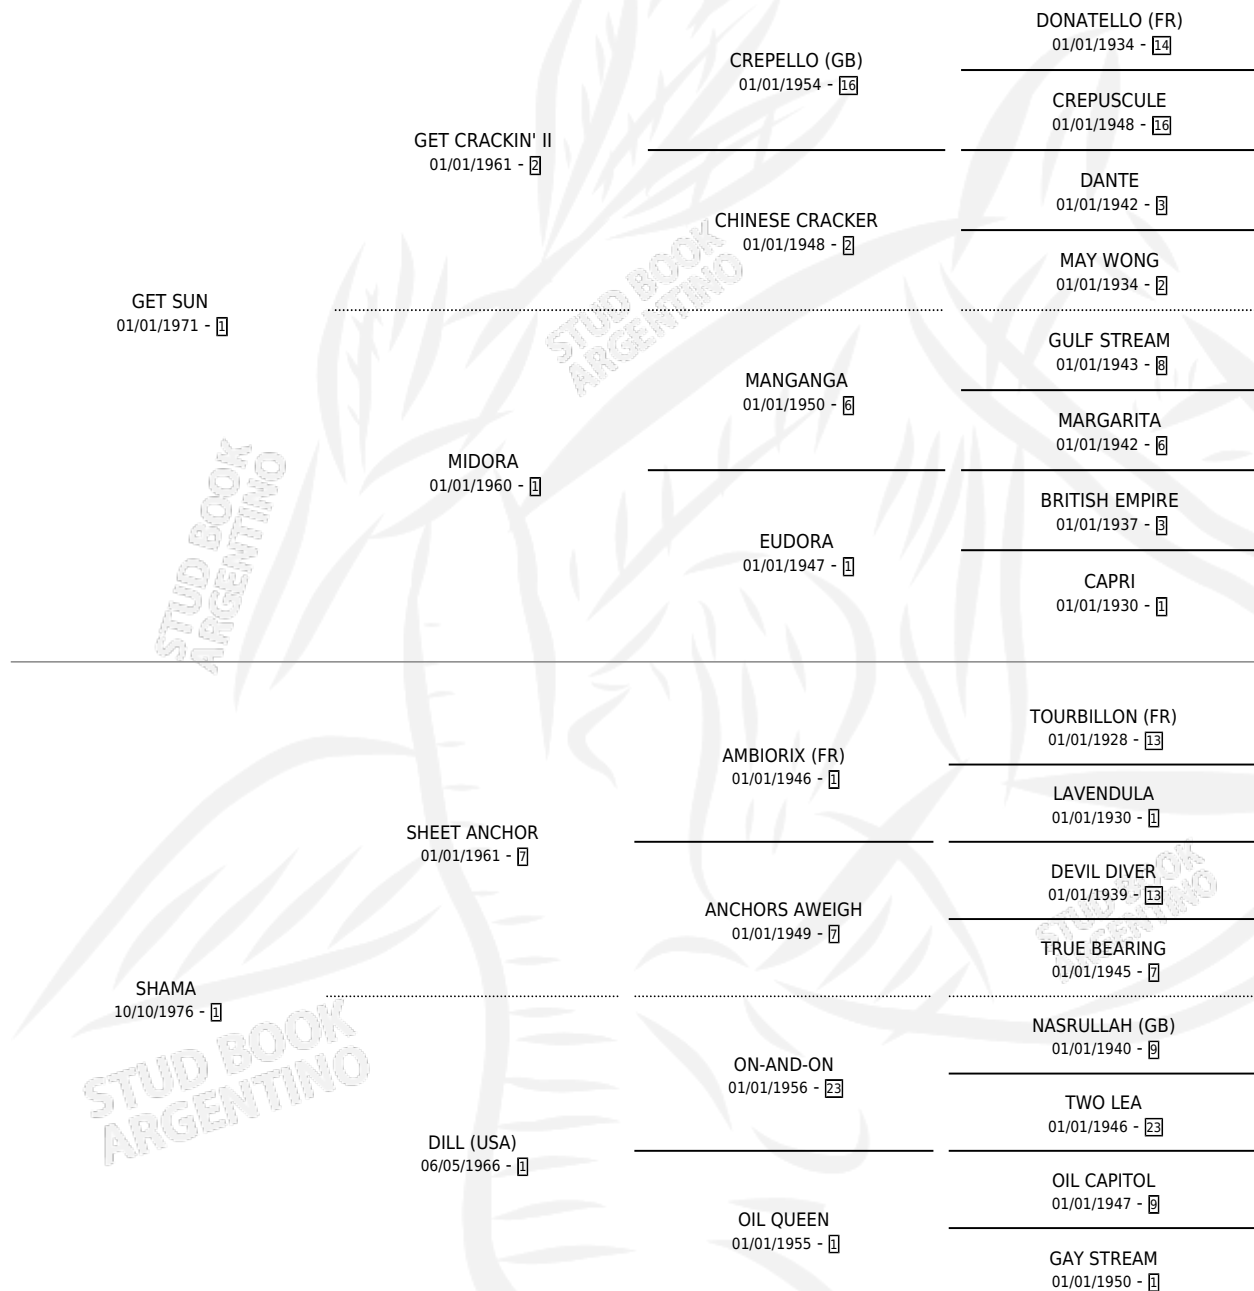 DONATELLO (FR)
01/01/1934 - 14
CREPELLO (GB)
01/01/1954 - 16
CREPUSCULE
01/01/1948 - 16
GET CRACKIN' II
01/01/1961 - 2
DANTE
01/01/1942 - 3
CHINESE CRACKER
01/01/1948 - 2
MAY WONG
01/01/1934 - 2
GET SUN
01/01/1971 - 1
GULF STREAM
01/01/1943 - 8
MANGANGA
01/01/1950 - 6
MARGARITA
01/01/1942 - 6
MIDORA
01/01/1960 - 1
BRITISH EMPIRE
01/01/1937 - 3
EUDORA
01/01/1947 - 1
CAPRI
01/01/1930 - 1
TOURBILLON (FR)
01/01/1928 - 13
AMBIORIX (FR)
01/01/1946 - 1
LAVENDULA
01/01/1930 - 1
SHEET ANCHOR
01/01/1961 - 7
DEVIL DIVER
01/01/1939 - 13
ANCHORS AWEIGH
01/01/1949 - 7
TRUE BEARING
01/01/1945 - 7
SHAMA
10/10/1976 - 1
NASRULLAH (GB)
01/01/1940 - 9
ON-AND-ON
01/01/1956 - 23
TWO LEA
01/01/1946 - 23
DILL (USA)
06/05/1966 - 1
OIL CAPITOL
01/01/1947 - 9
OIL QUEEN
01/01/1955 - 1
GAY STREAM
01/01/1950 - 1
STUD BOOK
ARGENTINO
STUD BOOK
ARGENTINO
STUD BOOK
ARGENTINO
STUD BOOK
ARGENTINO